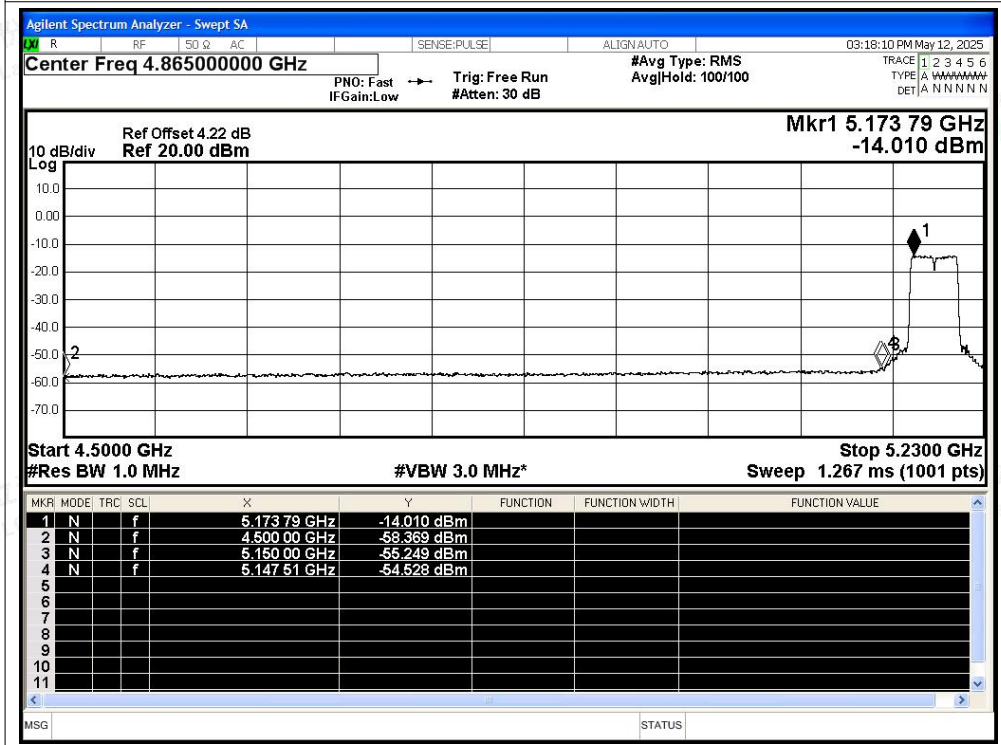 Agilent Spectrum Analyzer - Swept SA
LXI R RF 50 Ω AC SENSE:PULSE ALIGN AUTO 03:18:10 PM May 12, 2025
Center Freq 4.865000000 GHz
PNO: Fast
IFGain:Low
Trig: Free Run
#Atten: 30 dB
#Avg Type: RMS
Avg|Hold: 100/100
TRACE 1 2 3 4 5 6
TYPE A WWWWW
DET A N N N N N
Mkr1 5.173 79 GHz
-14.010 dBm
Ref Offset 4.22 dB
10 dB/div Ref 20.00 dBm
Log
10.0
0.00
-10.0
-20.0
-30.0
-40.0
-50.0
-60.0
-70.0
1
2
Start 4.5000 GHz Stop 5.2300 GHz
#Res BW 1.0 MHz #VBW 3.0 MHz* Sweep 1.267 ms (1001 pts)
MKR MODE TRC SCL X Y FUNCTION FUNCTION WIDTH FUNCTION VALUE
1 N f 5.173 79 GHz -14.010 dBm
2 N f 4.500 00 GHz -58.369 dBm
3 N f 5.150 00 GHz -55.249 dBm
4 N f 5.147 51 GHz -54.528 dBm
5
6
7
8
9
10
11
MSG STATUS